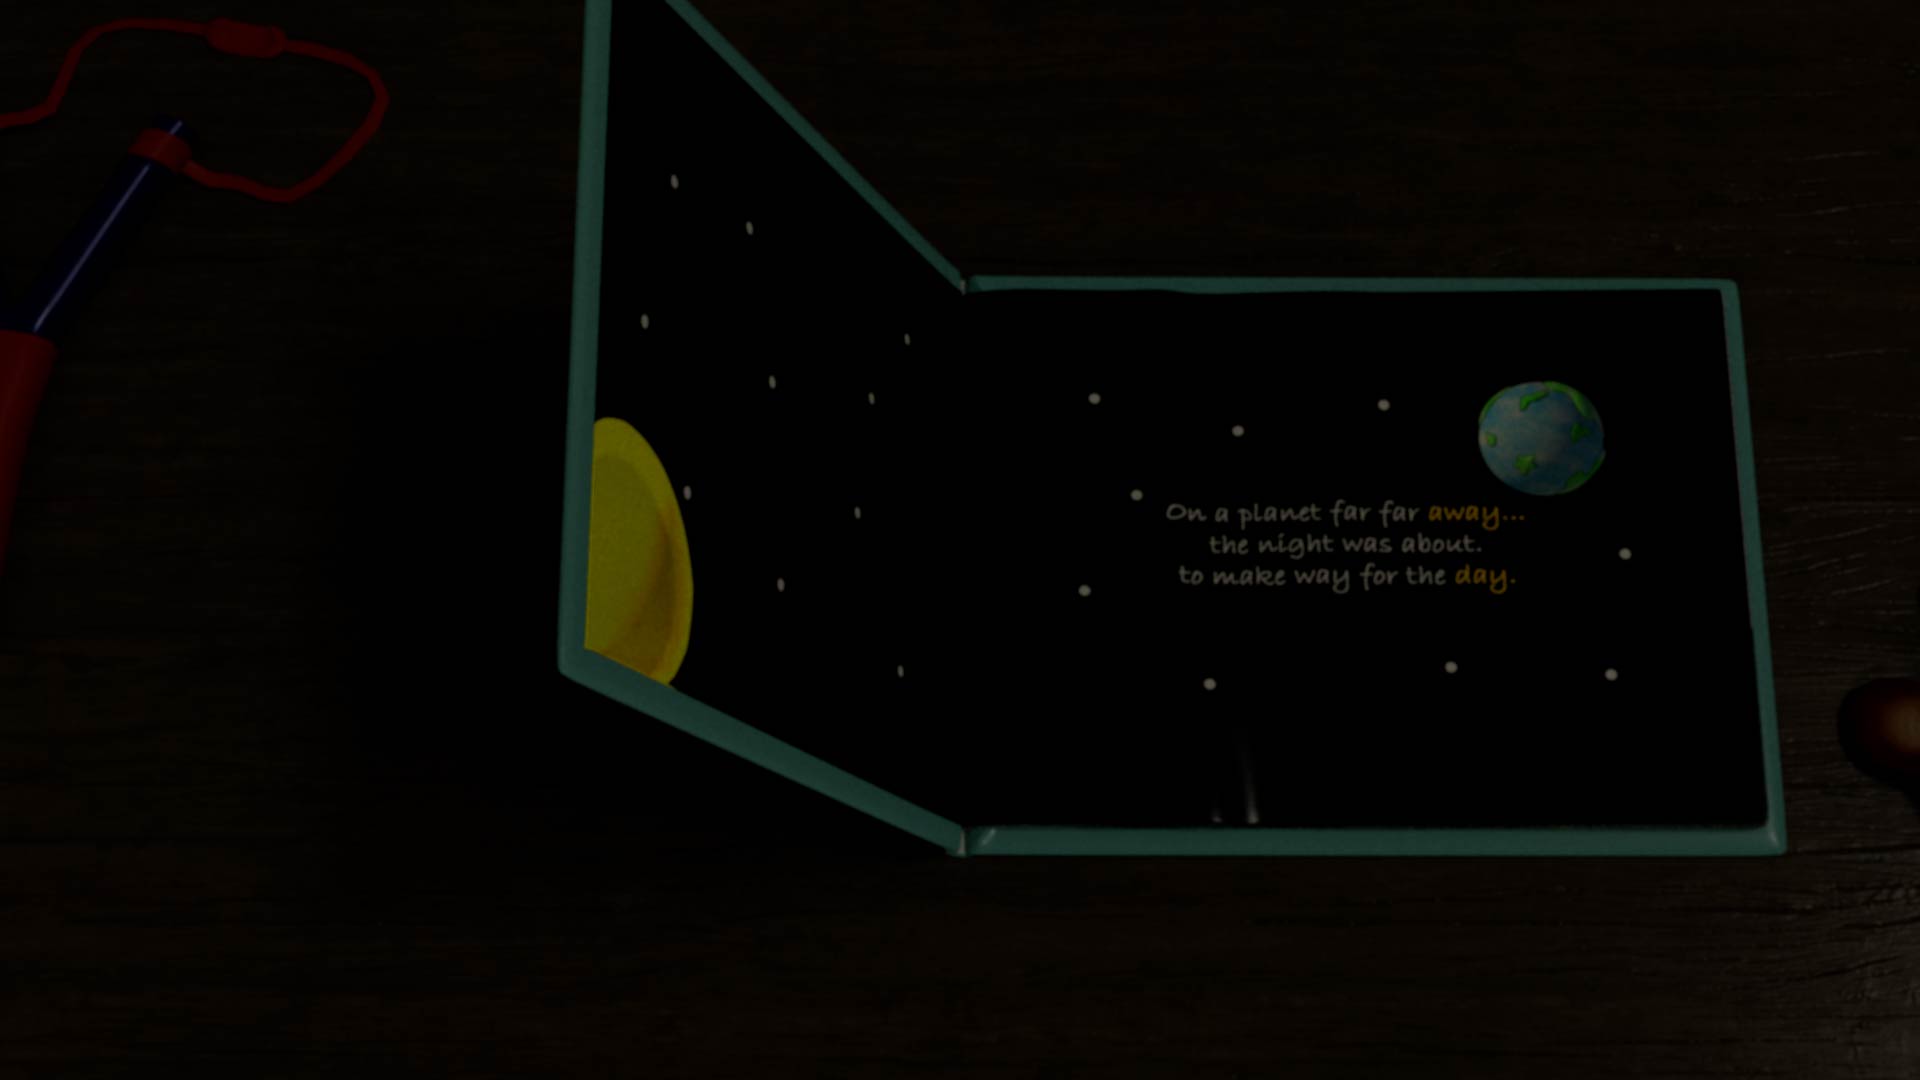 On a planet far far away...
the night was about.
to make way for the day.